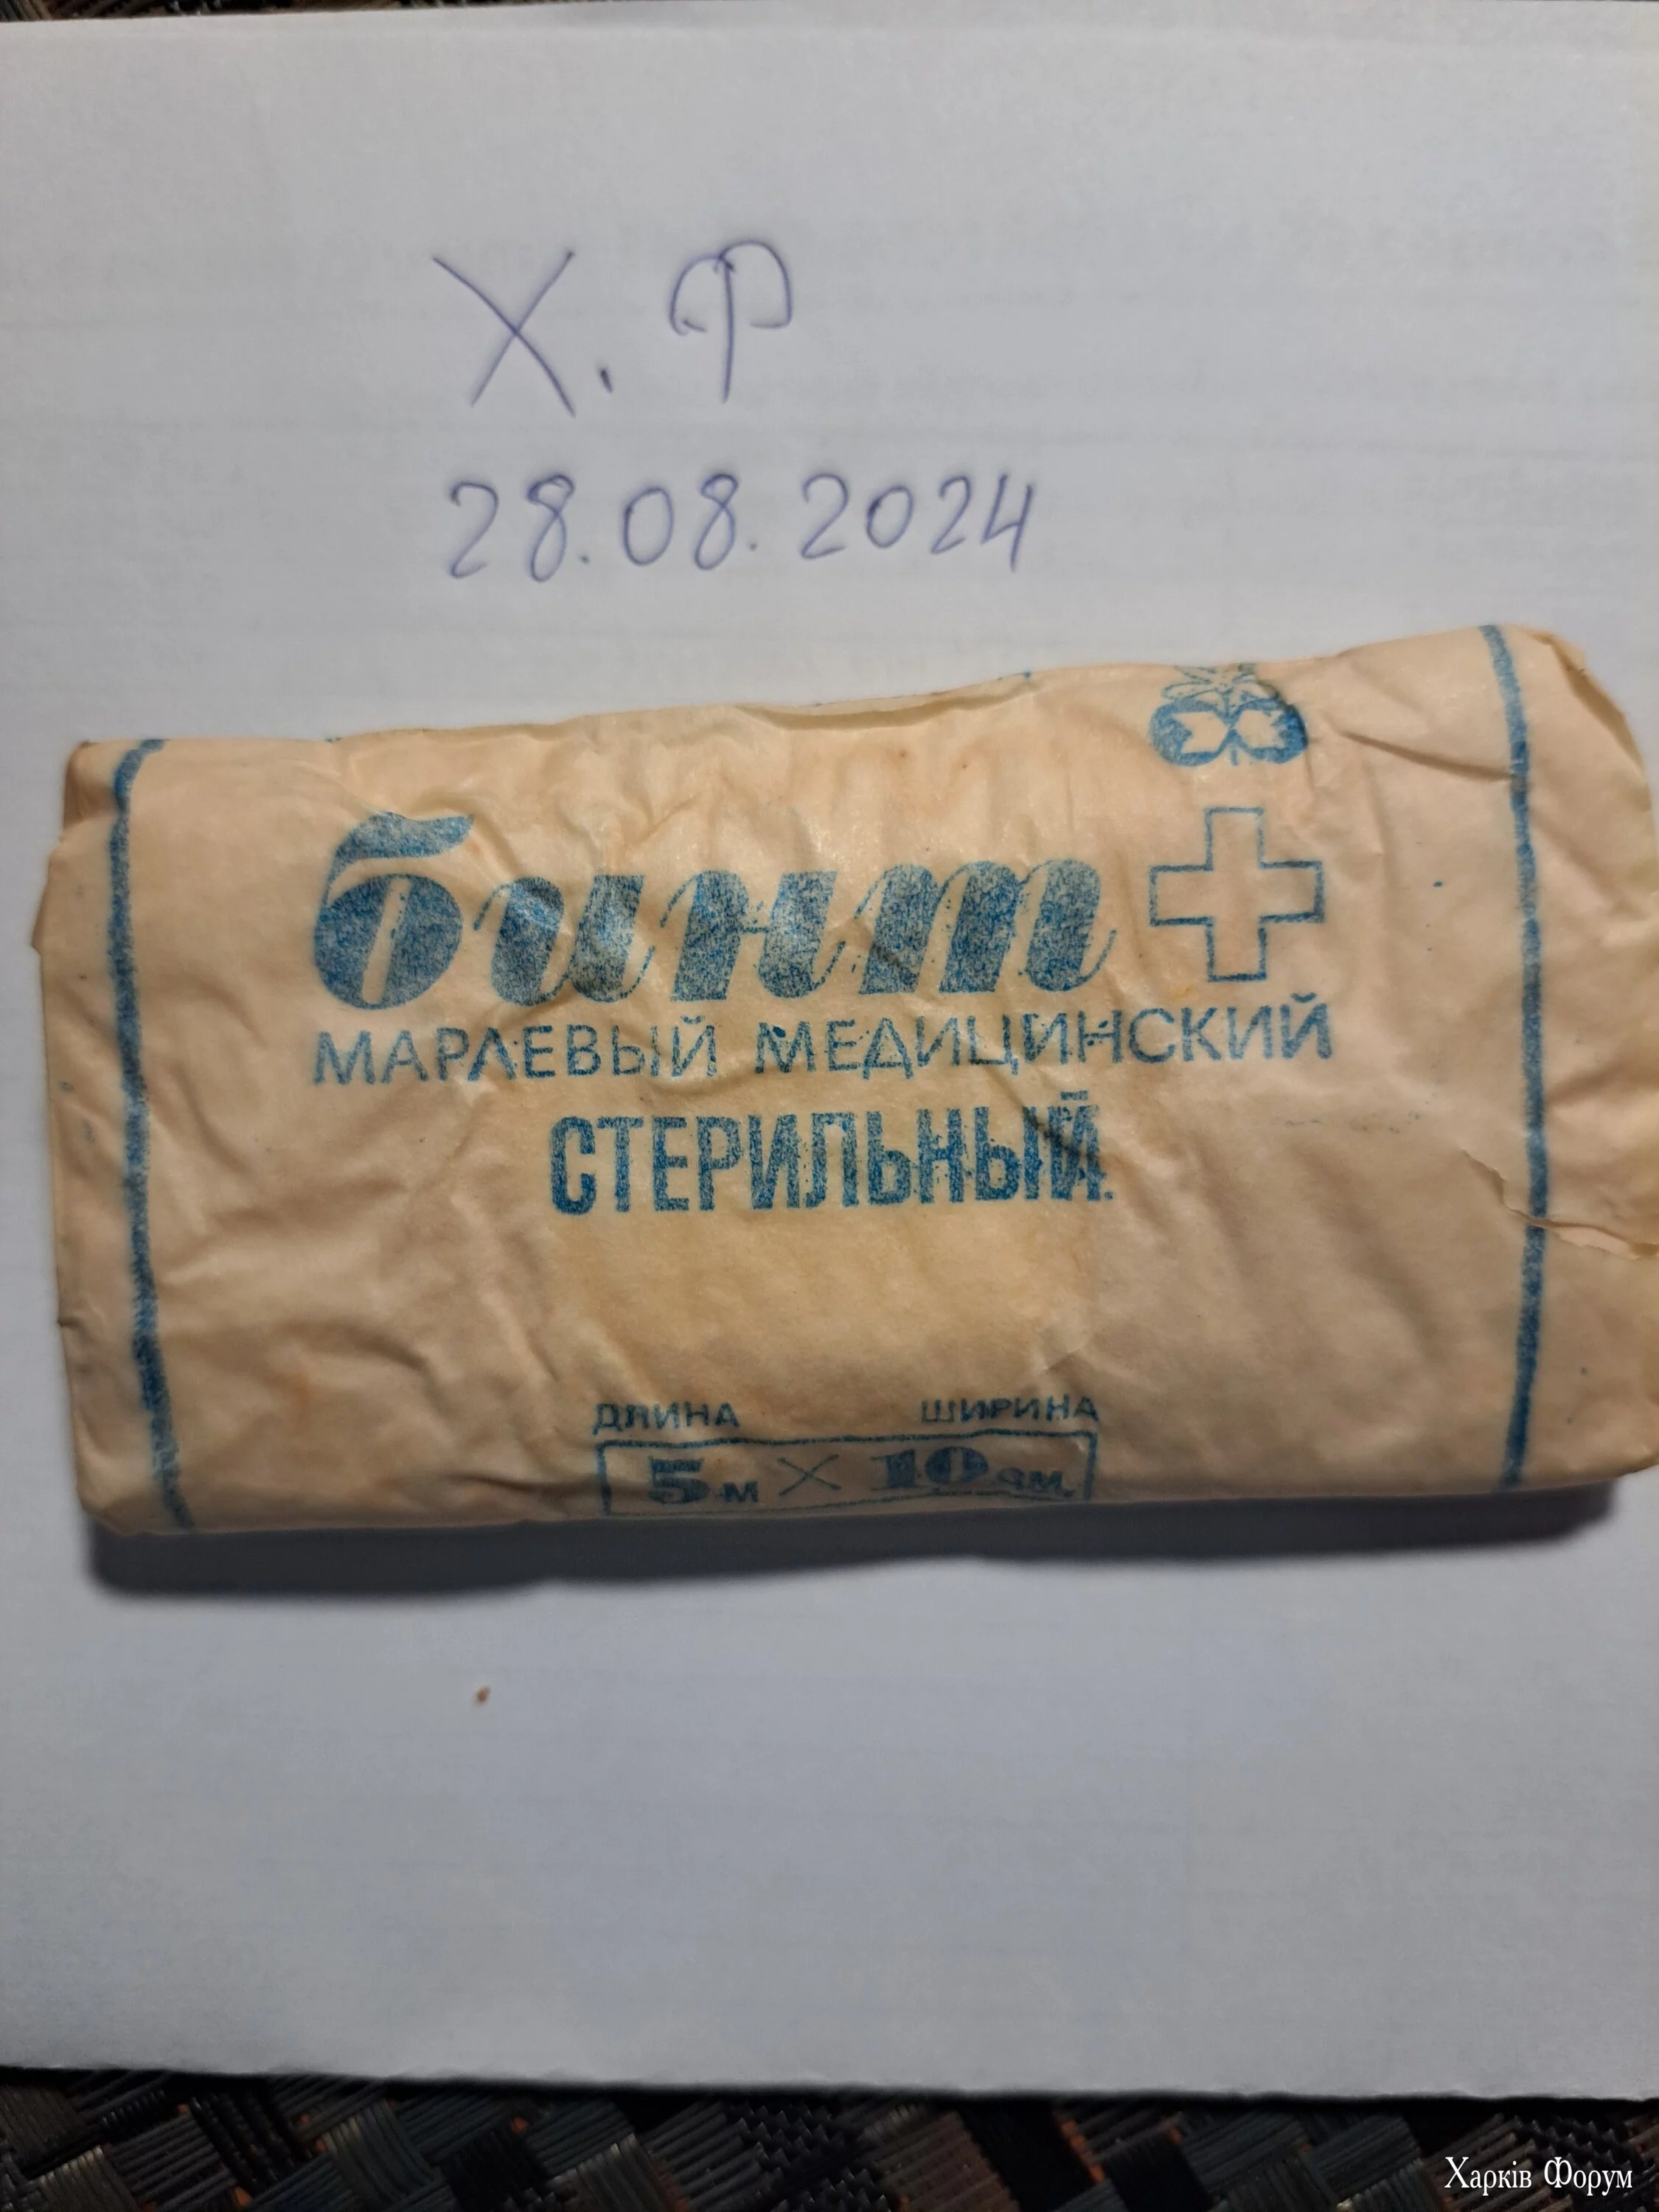 Х. Ф
28.08.2024
бинт
МАРЛЕВЫЙ МЕДИЦИНСКИЙ
СТЕРИЛЬНЫЙ.
ДЛИНА ШИРИНА
5м × 10см.
Харків Форум